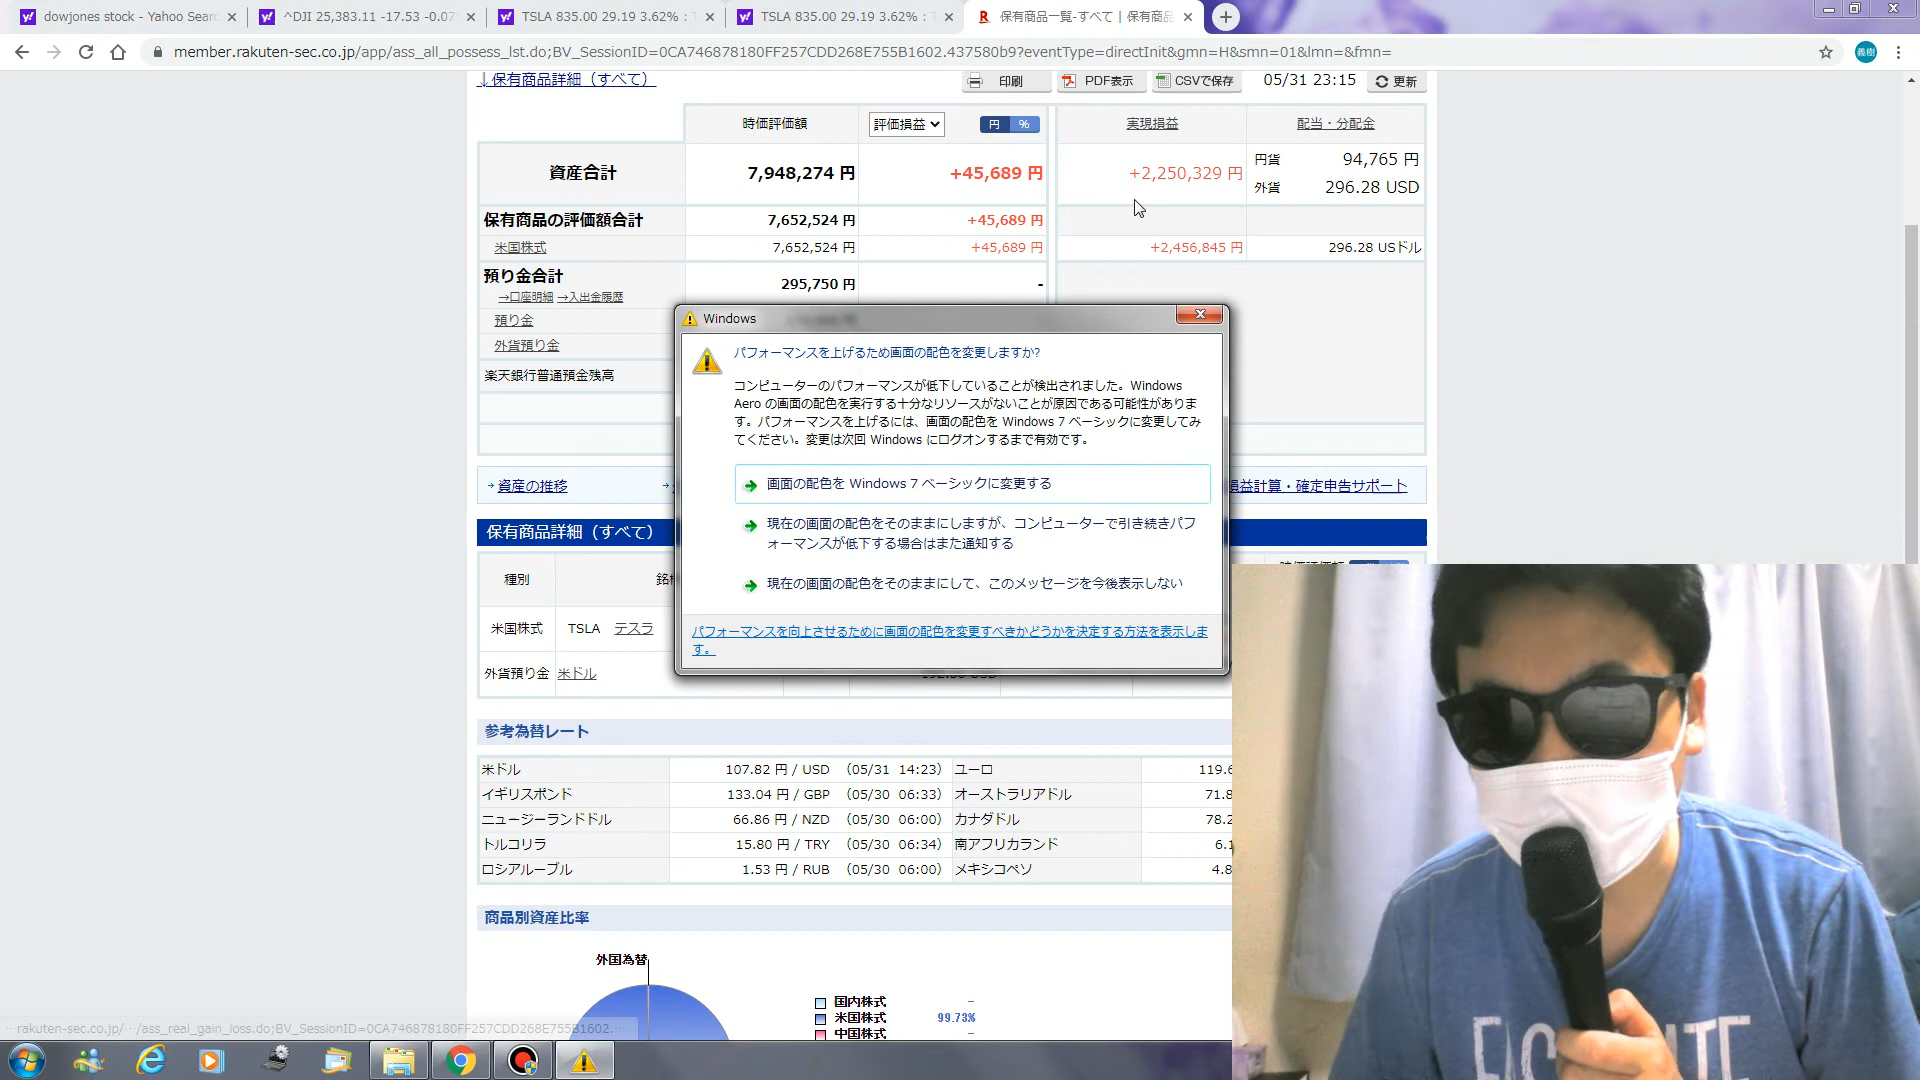 dowjones stock - Yahoo Sear
^DJI 25,383.11 -17.53 -0.07
TSLA 835.00 29.19 3.62% : T
TSLA 835.00 29.19 3.62% : T
保有商品一覧-すべて | 保有商品
member.rakuten-sec.co.jp/app/ass_all_possess_lst.do;BV_SessionID=0CA746878180FF257CDD268E755B1602.437580b9?eventType=directInit&gmn=H&smn=01&lmn=&fmn=
義樹
↓保有商品詳細（すべて）
印刷 PDF表示 CSVで保存 05/31 23:15 更新
時価評価額 評価損益 円 % 実現損益 配当・分配金
資産合計 7,948,274 円 +45,689 円 +2,250,329 円 円貨 94,765 円
外貨 296.28 USD
保有商品の評価額合計 7,652,524 円 +45,689 円
米国株式 7,652,524 円 +45,689 円 +2,456,845 円 296.28 USドル
預り金合計 295,750 円 -
→口座明細 →入出金履歴
預り金
外貨預り金
楽天銀行普通預金残高
Windows
パフォーマンスを上げるため画面の配色を変更しますか?
コンピューターのパフォーマンスが低下していることが検出されました。Windows
Aero の画面の配色を実行する十分なリソースがないことが原因である可能性がありま
す。パフォーマンスを上げるには、画面の配色を Windows 7 ベーシックに変更してみ
てください。変更は次回 Windows にログオンするまで有効です。
画面の配色を Windows 7 ベーシックに変更する
現在の画面の配色をそのままにしますが、コンピューターで引き続きパフ
ォーマンスが低下する場合はまた通知する
現在の画面の配色をそのままにして、このメッセージを今後表示しない
パフォーマンスを向上させるために画面の配色を変更すべきかどうかを決定する方法を表示しま
す。
→資産の推移 → 損益計算・確定申告サポート
保有商品詳細（すべて）
種別
米国株式 TSLA テスラ
外貨預り金 米ドル
参考為替レート
米ドル 107.82 円 / USD （05/31 14:23） ユーロ 119.6
イギリスポンド 133.04 円 / GBP （05/30 06:33） オーストラリアドル 71.8
ニュージーランドドル 66.86 円 / NZD （05/30 06:00） カナダドル 78.2
トルコリラ 15.80 円 / TRY （05/30 06:34） 南アフリカランド 6.1
ロシアルーブル 1.53 円 / RUB （05/30 06:00） メキシコペソ 4.8
商品別資産比率
外国為替
国内株式 -
米国株式 99.73%
中国株式 -
rakuten-sec.co.jp/…/ass_real_gain_loss.do;BV_SessionID=0CA746878180FF257CDD268E755B1602....